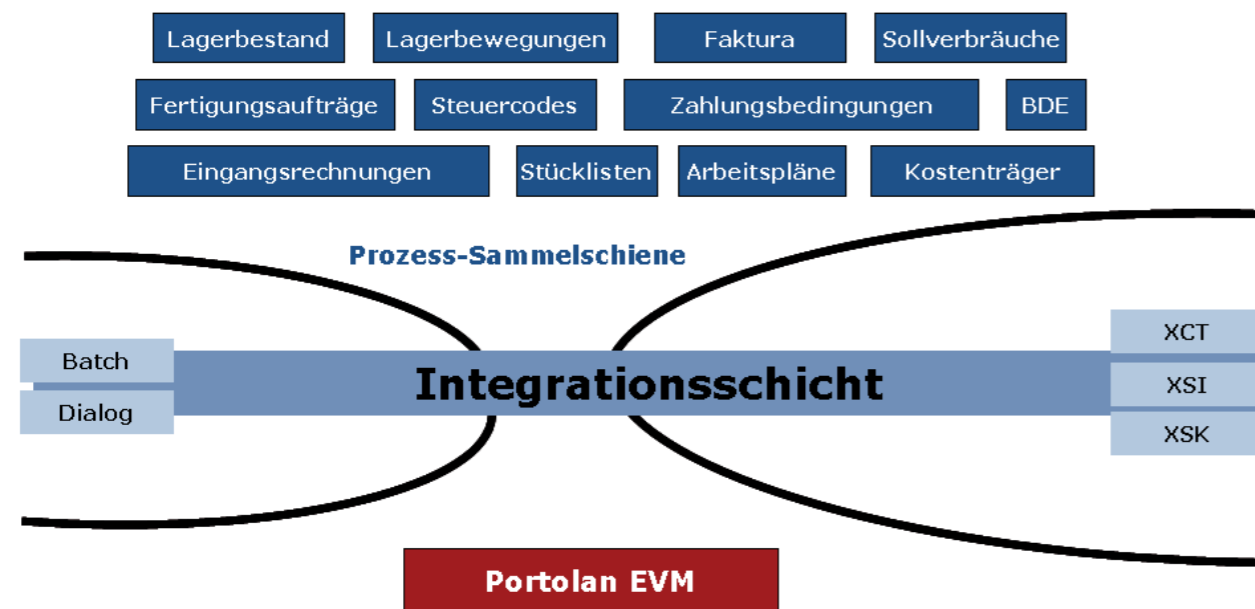 Lagerbestand Lagerbewegungen Faktura Sollverbräuche
Fertigungsaufträge Steuercodes Zahlungsbedingungen BDE
Eingangsrechnungen Stücklisten Arbeitspläne Kostenträger
Prozess-Sammelschiene
Batch
Dialog
Integrationsschicht
XCT
XSI
XSK
Portolan EVM